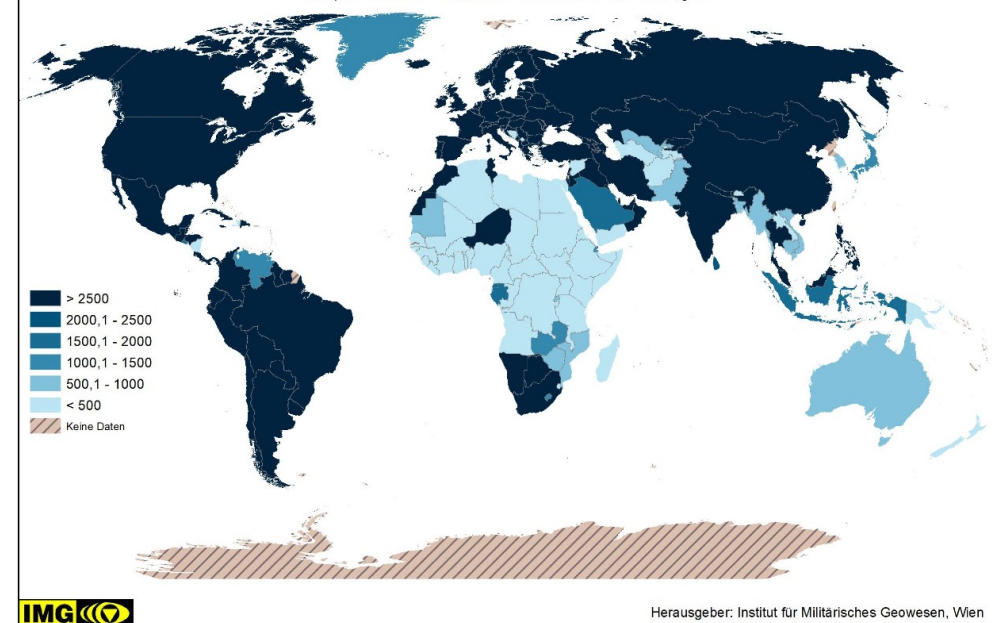 > 2500
2000,1 - 2500
1500,1 - 2000
1000,1 - 1500
500,1 - 1000
< 500
Keine Daten
IMG
Herausgeber: Institut für Militärisches Geowesen, Wien